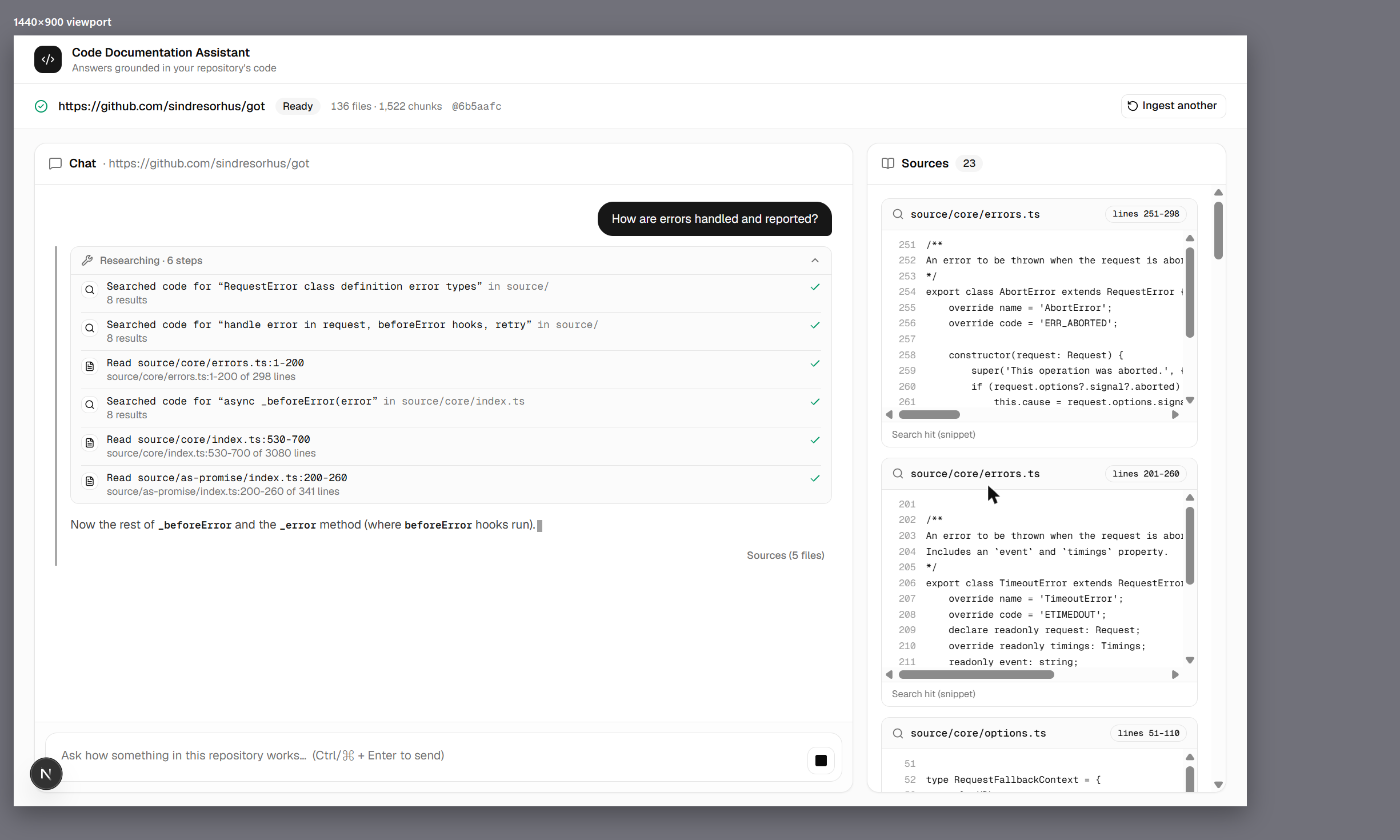 1440×900 viewport
</>
Code Documentation Assistant
Answers grounded in your repository's code
https://github.com/sindresorhus/got Ready 136 files · 1,522 chunks @6b5aafc
Ingest another
Chat · https://github.com/sindresorhus/got
How are errors handled and reported?
Researching · 6 steps
Searched code for “RequestError class definition error types” in source/
8 results
Searched code for “handle error in request, beforeError hooks, retry” in source/
8 results
Read source/core/errors.ts:1-200
source/core/errors.ts:1-200 of 298 lines
Searched code for “async _beforeError(error” in source/core/index.ts
8 results
Read source/core/index.ts:530-700
source/core/index.ts:530-700 of 3080 lines
Read source/as-promise/index.ts:200-260
source/as-promise/index.ts:200-260 of 341 lines
Now the rest of _beforeError and the _error method (where beforeError hooks run).
Sources (5 files)
Ask how something in this repository works... (Ctrl/⌘ + Enter to send)
N
Sources 23
source/core/errors.ts lines 251-298
251 /**
252 An error to be thrown when the request is abor
253 */
254 export class AbortError extends RequestError {
255 override name = 'AbortError';
256 override code = 'ERR_ABORTED';
257
258 constructor(request: Request) {
259 super('This operation was aborted.', {
260 if (request.options?.signal?.aborted)
261 this.cause = request.options.signa
Search hit (snippet)
source/core/errors.ts lines 201-260
201
202 /**
203 An error to be thrown when the request is abor
204 Includes an `event` and `timings` property.
205 */
206 export class TimeoutError extends RequestError
207 override name = 'TimeoutError';
208 override code = 'ETIMEDOUT';
209 declare readonly request: Request;
210 override readonly timings: Timings;
211 readonly event: string;
Search hit (snippet)
source/core/options.ts lines 51-110
51
52 type RequestFallbackContext = {